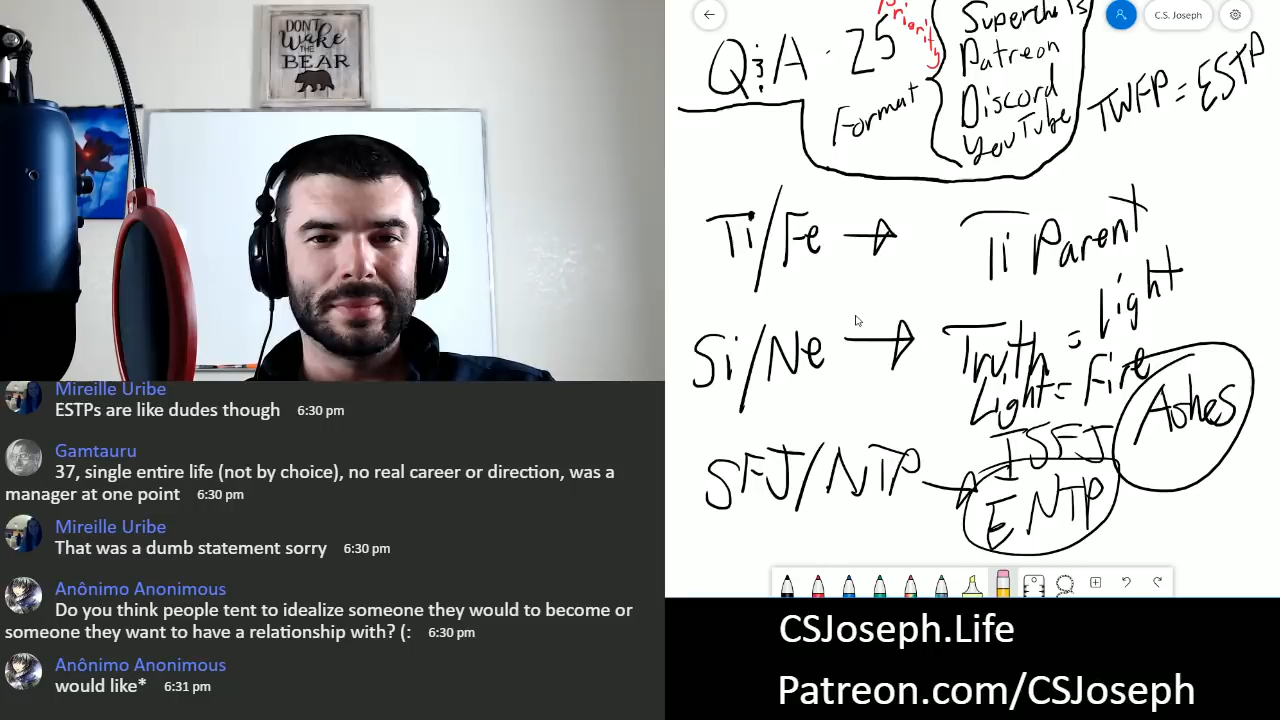 DON'T
Wake
THE
BEAR
Mireille Uribe
ESTPs are like dudes though 6:30 pm
Gamtauru
37, single entire life (not by choice), no real career or direction, was a
manager at one point 6:30 pm
Mireille Uribe
That was a dumb statement sorry 6:30 pm
Anônimo Anonimous
Do you think people tent to idealize someone they would to become or
someone they want to have a relationship with? (: 6:30 pm
Anônimo Anonimous
would like* 6:31 pm
C.S. Joseph
Priority
Superchats
Q&A · 25
Patreon
Format
Discord
YouTube
TWFP = ESTP
Ti/Fe → Ti Parent
Si/Ne → Truth = Light
Light = Fire
Ashes
SFJ/NTP → ISFJ
ENTP
CSJoseph.Life
Patreon.com/CSJoseph